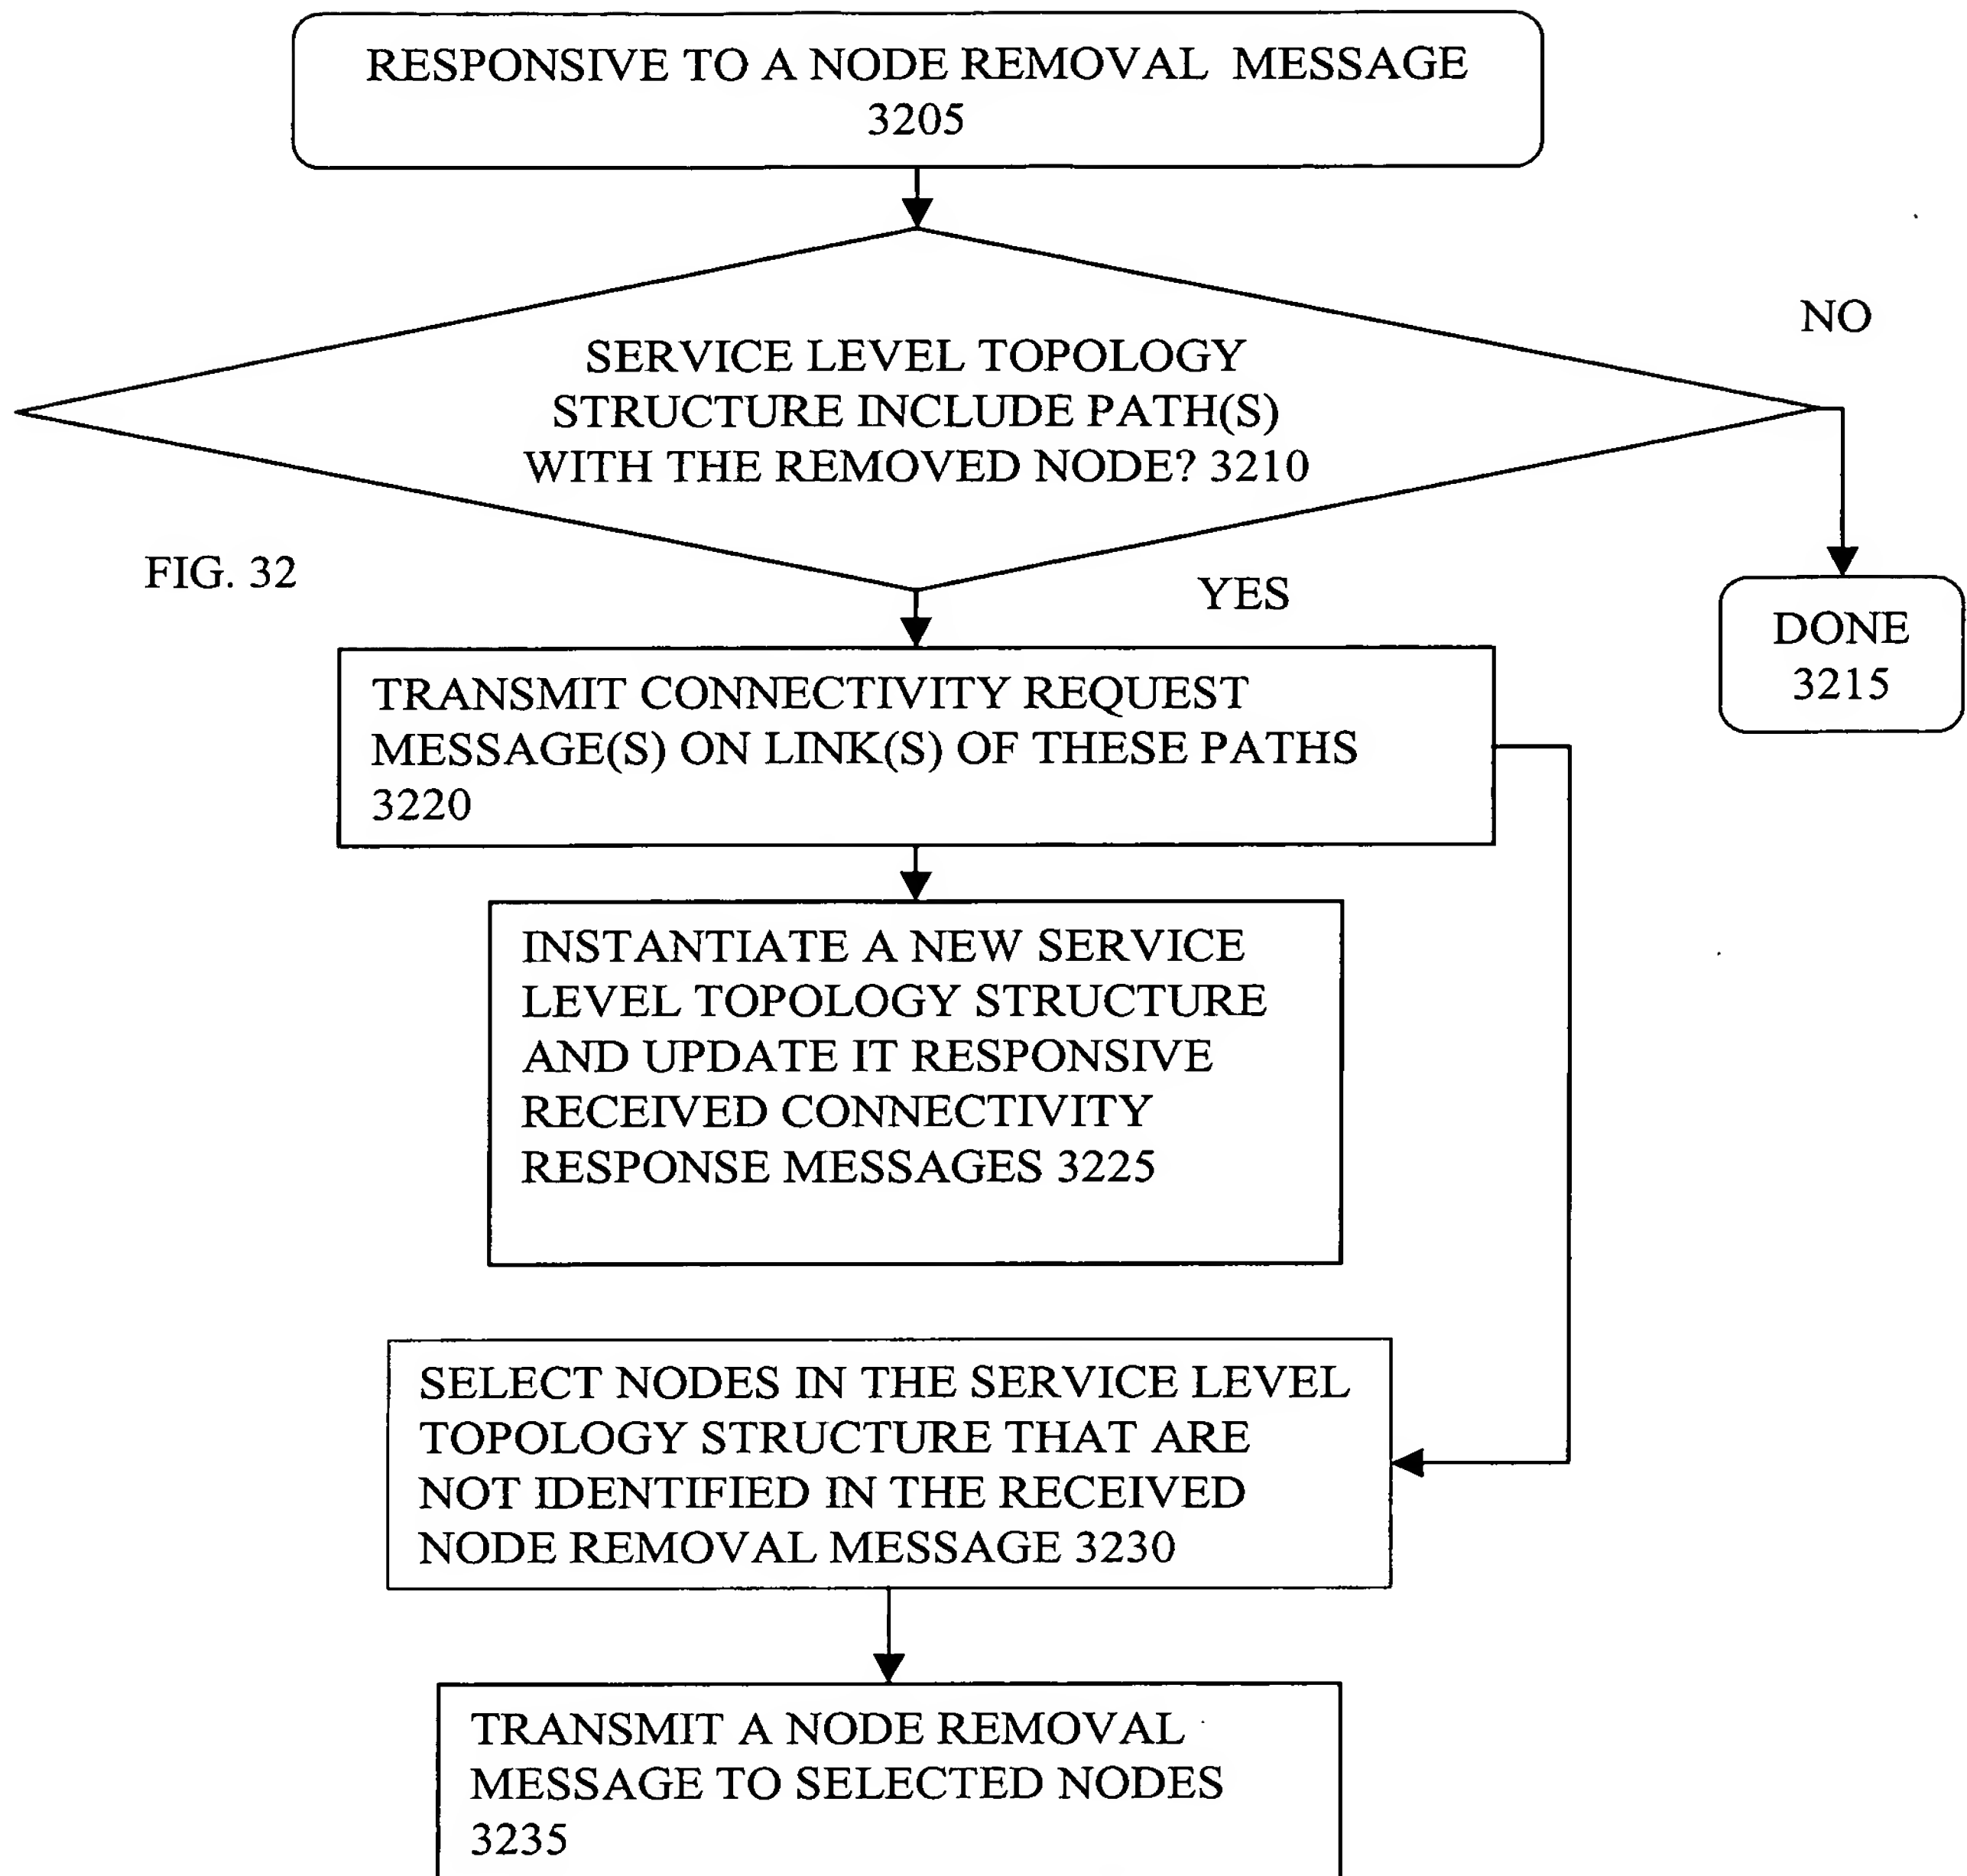 RESPONSIVE TO A NODE REMOVAL MESSAGE
3205
NO
SERVICE LEVEL TOPOLOGY
STRUCTURE INCLUDE PATH(S)
WITH THE REMOVED NODE? 3210
FIG. 32
YES
DONE
3215
TRANSMIT CONNECTIVITY REQUEST
MESSAGE(S) ON LINK(S) OF THESE PATHS
3220
INSTANTIATE A NEW SERVICE
LEVEL TOPOLOGY STRUCTURE
AND UPDATE IT RESPONSIVE
RECEIVED CONNECTIVITY
RESPONSE MESSAGES 3225
SELECT NODES IN THE SERVICE LEVEL
TOPOLOGY STRUCTURE THAT ARE
NOT IDENTIFIED IN THE RECEIVED
NODE REMOVAL MESSAGE 3230
TRANSMIT A NODE REMOVAL
MESSAGE TO SELECTED NODES
3235